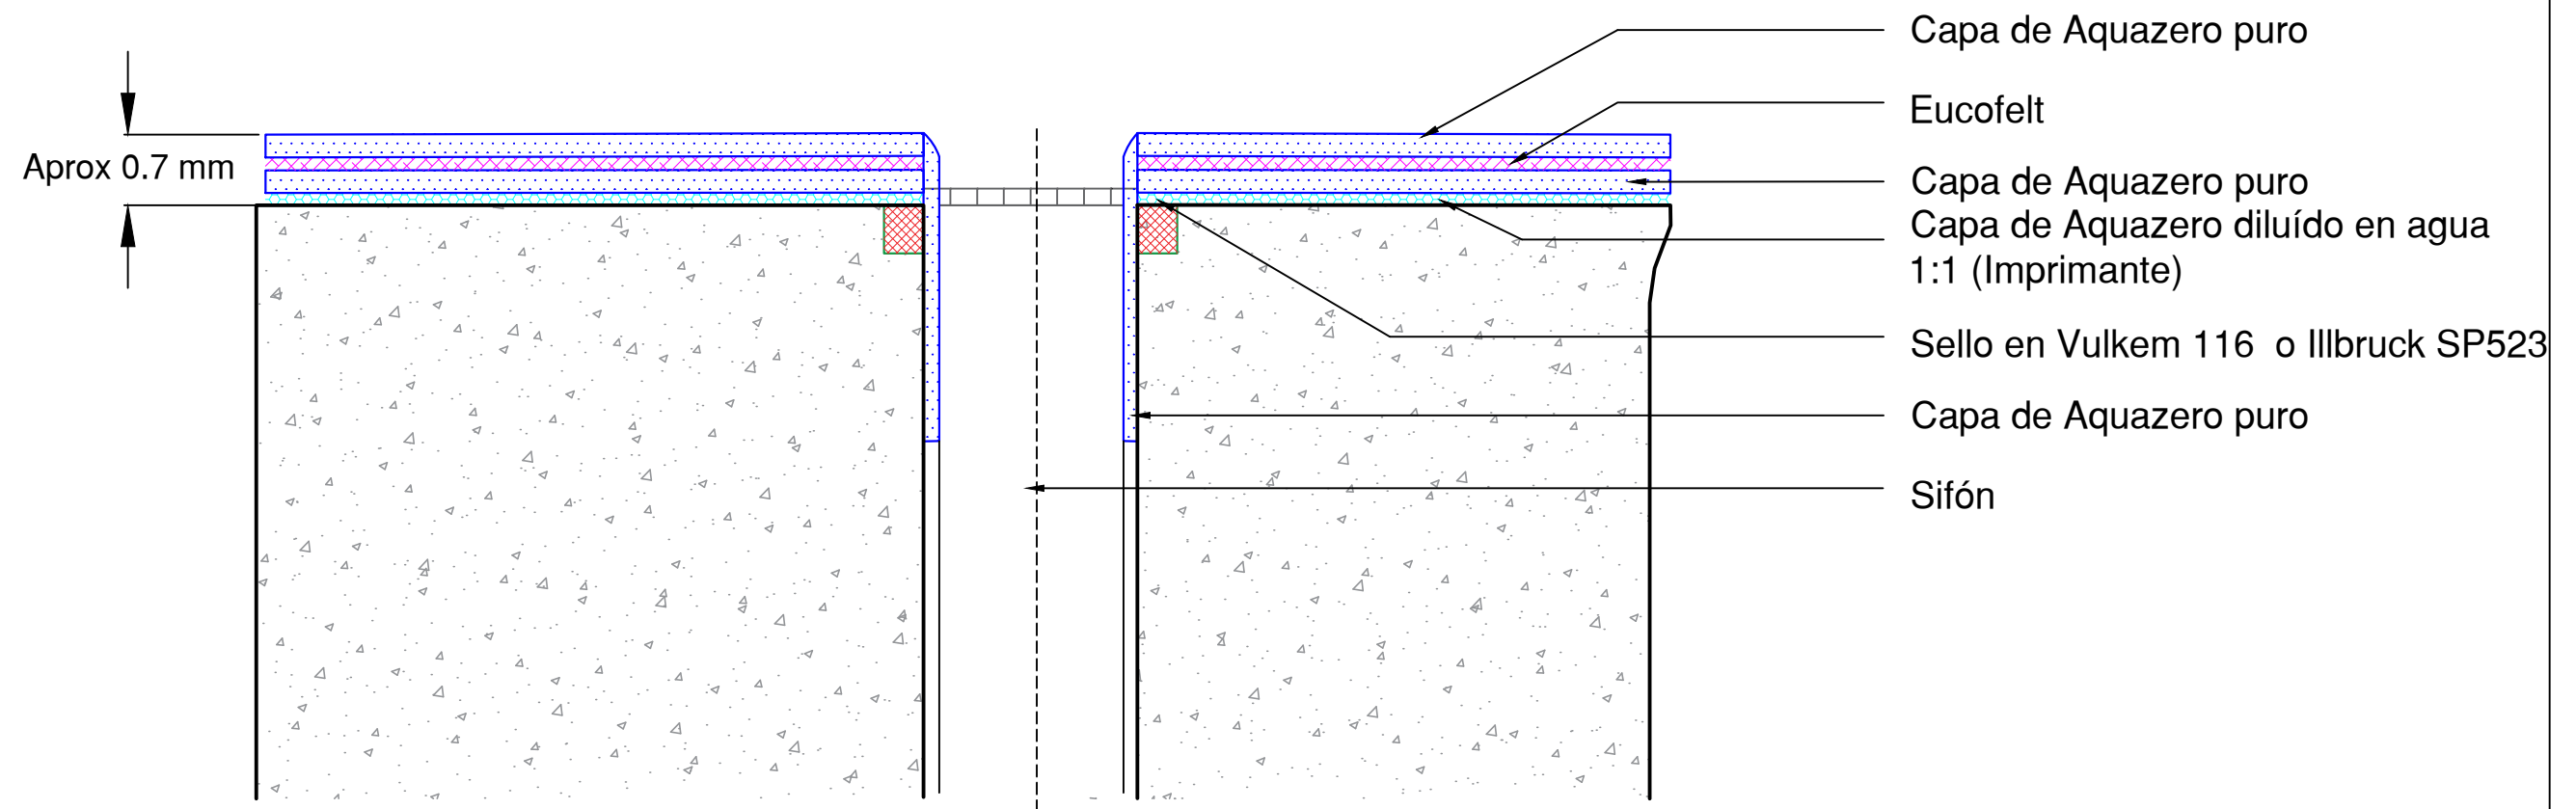 Capa de Aquazero puro
Eucofelt
Aprox 0.7 mm
Capa de Aquazero puro
Capa de Aquazero diluído en agua
1:1 (Imprimante)
Sello en Vulkem 116  o Illbruck SP523
Capa de Aquazero puro
Sifón